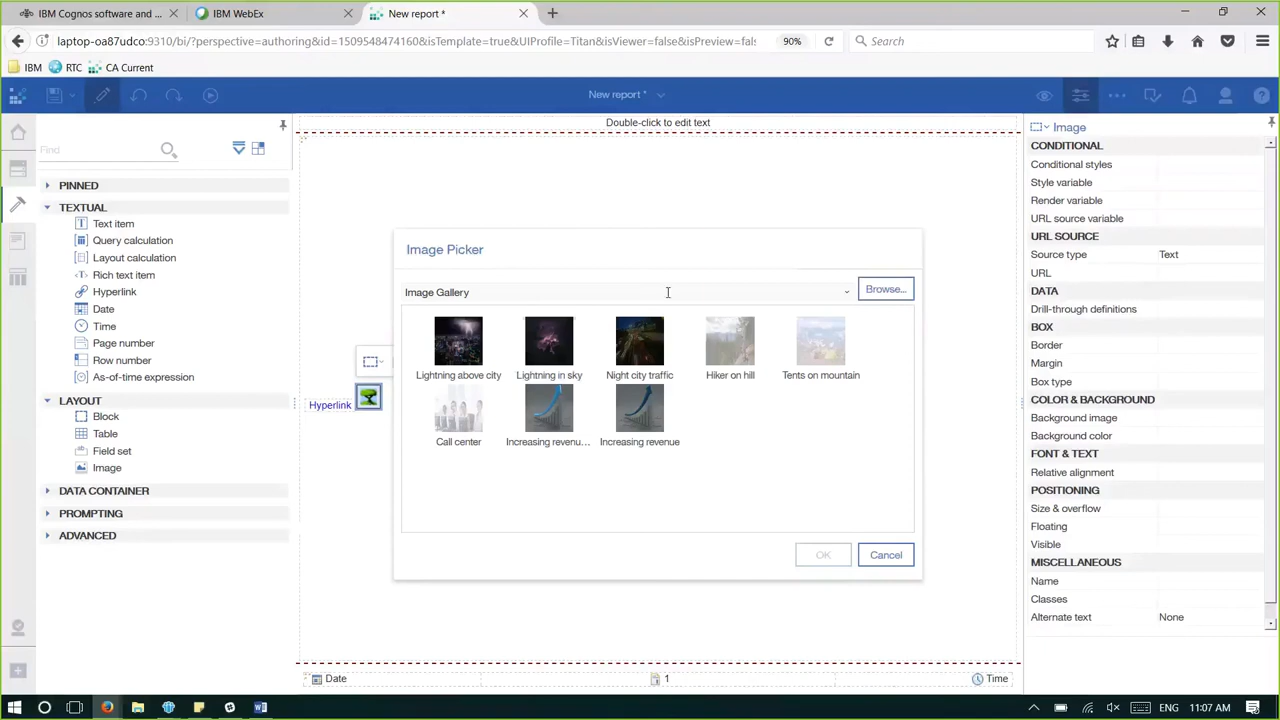 IBM Cognos software and ...
IBM WebEx
New report *
laptop-oa87udco:9310/bi/?perspective=authoring&id=1509548474160&isTemplate=true&UIProfile=Titan&isViewer=false&isPreview=fals
90%
Search
IBM
RTC
CA Current
New report *
Double-click to edit text
Find
PINNED
TEXTUAL
Text item
Query calculation
Layout calculation
Rich text item
Hyperlink
Date
Time
Page number
Row number
As-of-time expression
LAYOUT
Block
Table
Field set
Image
DATA CONTAINER
PROMPTING
ADVANCED
Hyperlink
Image Picker
Image Gallery
Browse...
Lightning above city
Lightning in sky
Night city traffic
Hiker on hill
Tents on mountain
Call center
Increasing revenu...
Increasing revenue
OK
Cancel
Date
1
Time
Image
CONDITIONAL
Conditional styles
Style variable
Render variable
URL source variable
URL SOURCE
Source type Text
URL
DATA
Drill-through definitions
BOX
Border
Margin
Box type
COLOR & BACKGROUND
Background image
Background color
FONT & TEXT
Relative alignment
POSITIONING
Size & overflow
Floating
Visible
MISCELLANEOUS
Name
Classes
Alternate text None
ENG
11:07 AM